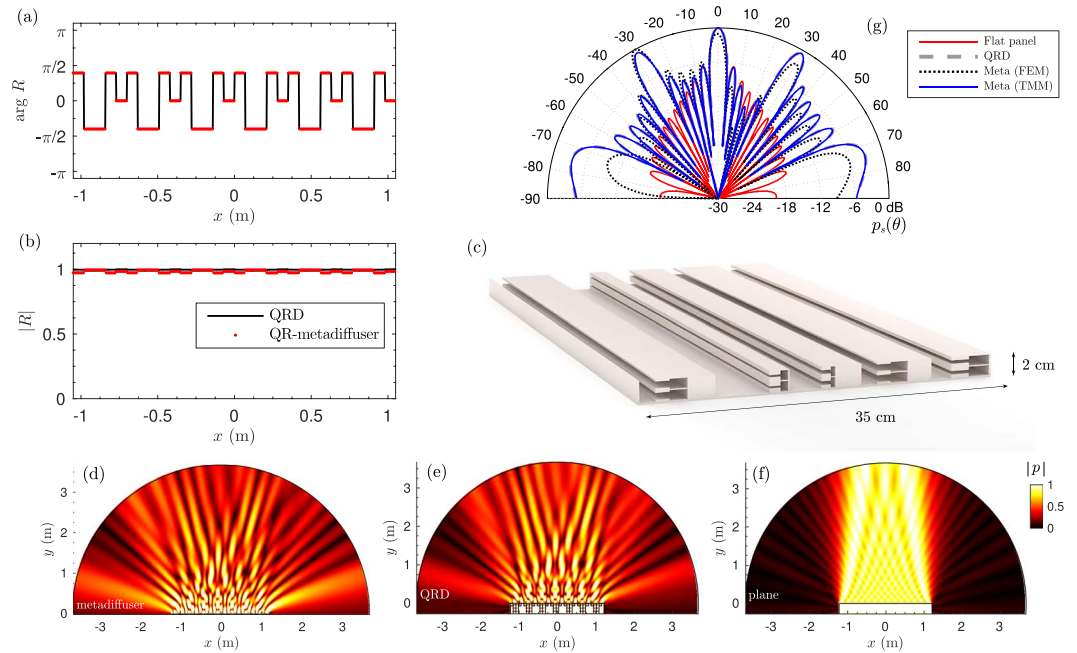 (a)
π
π/2
0
-π/2
-π
arg R
-1 -0.5 0 0.5 1
x (m)
(b)
1
0.5
0
|R|
QRD
QR-metadiffuser
-1 -0.5 0 0.5 1
x (m)
(g)
-90 -80 -70 -60 -50 -40 -30 -20 -10 0 10 20 30 40 50 60 70 80
-30 -24 -18 -12 -6 0 dB
pₛ(θ)
Flat panel
QRD
Meta (FEM)
Meta (TMM)
(c)
2 cm
35 cm
(d)
3
2
1
0
y (m)
metadiffuser
-3 -2 -1 0 1 2 3
x (m)
(e)
3
2
1
0
y (m)
QRD
-3 -2 -1 0 1 2 3
x (m)
(f)
3
2
1
0
y (m)
plane
-3 -2 -1 0 1 2 3
x (m)
|p|
1
0.5
0